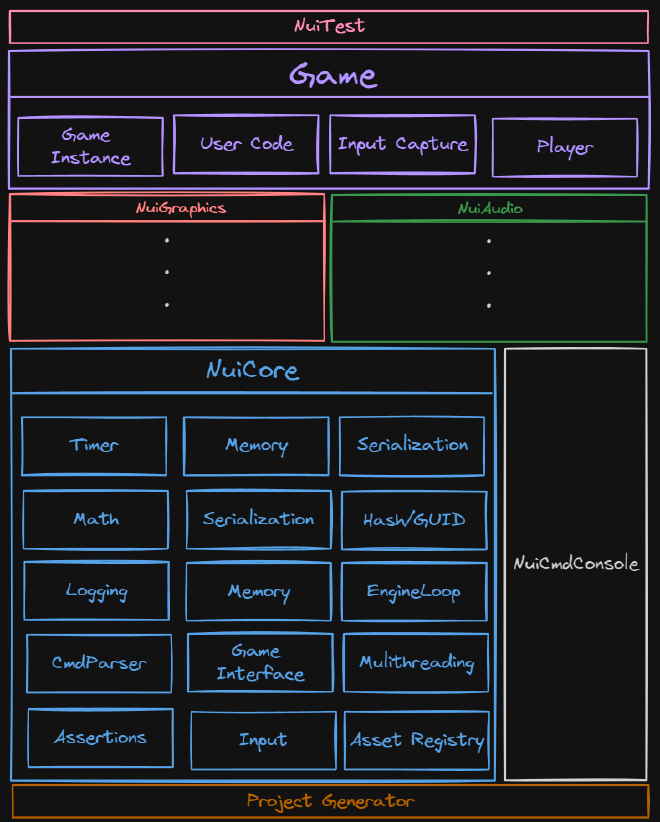 NuiTest
Game
Game
Instance
User Code
Input Capture
Player
NuiGraphics
NuiAudio
NuiCore
Timer
Memory
Serialization
Math
Serialization
Hash/GUID
Logging
Memory
EngineLoop
CmdParser
Game
Interface
Mulithreading
Assertions
Input
Asset Registry
NuiCmdConsole
Project Generator